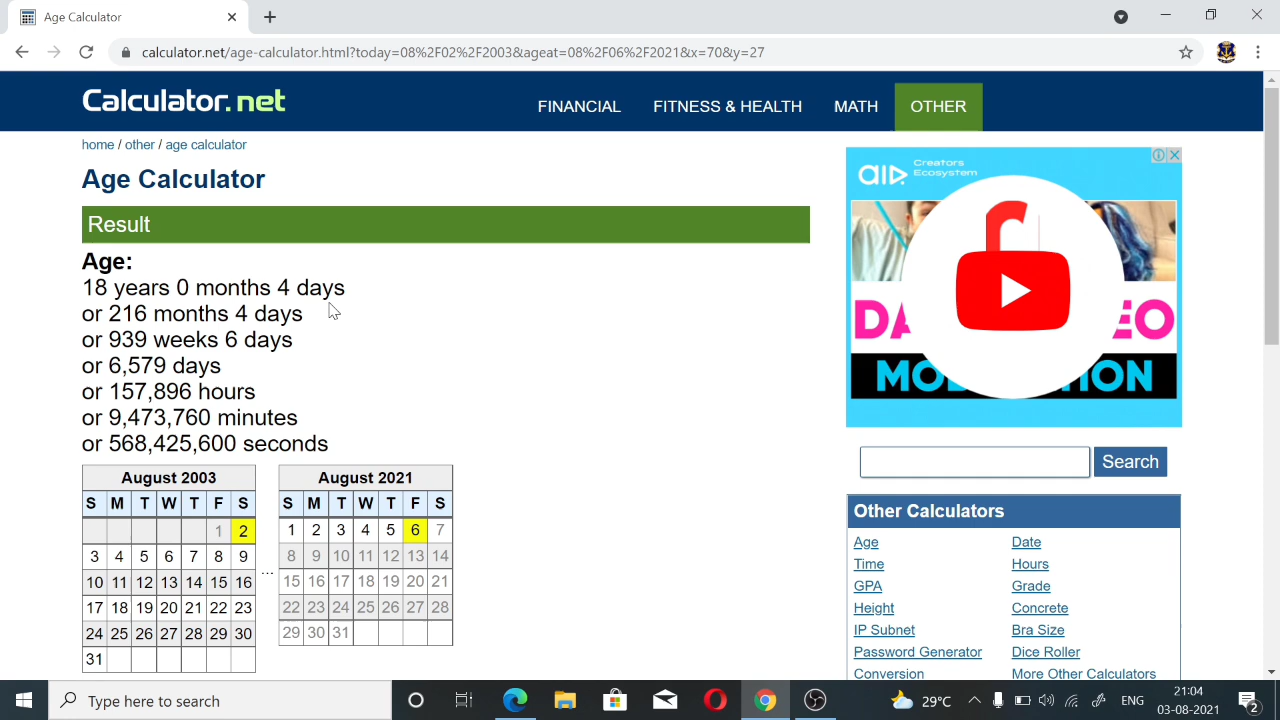 Age Calculator
calculator.net/age-calculator.html?today=08%2F02%2F2003&ageat=08%2F06%2F2021&x=70&y=27
Calculator.net
FINANCIAL FITNESS & HEALTH MATH OTHER
home / other / age calculator
Age Calculator
Result
Age:
18 years 0 months 4 days
or 216 months 4 days
or 939 weeks 6 days
or 6,579 days
or 157,896 hours
or 9,473,760 minutes
or 568,425,600 seconds
August 2003
S M T W T F S
1 2
3 4 5 6 7 8 9
10 11 12 13 14 15 16
17 18 19 20 21 22 23
24 25 26 27 28 29 30
31
...
August 2021
S M T W T F S
1 2 3 4 5 6 7
8 9 10 11 12 13 14
15 16 17 18 19 20 21
22 23 24 25 26 27 28
29 30 31
Creators
Ecosystem
Search
Other Calculators
Age Date
Time Hours
GPA Grade
Height Concrete
IP Subnet Bra Size
Password Generator Dice Roller
Conversion More Other Calculators
Type here to search
29°C
ENG
21:04
03-08-2021
2